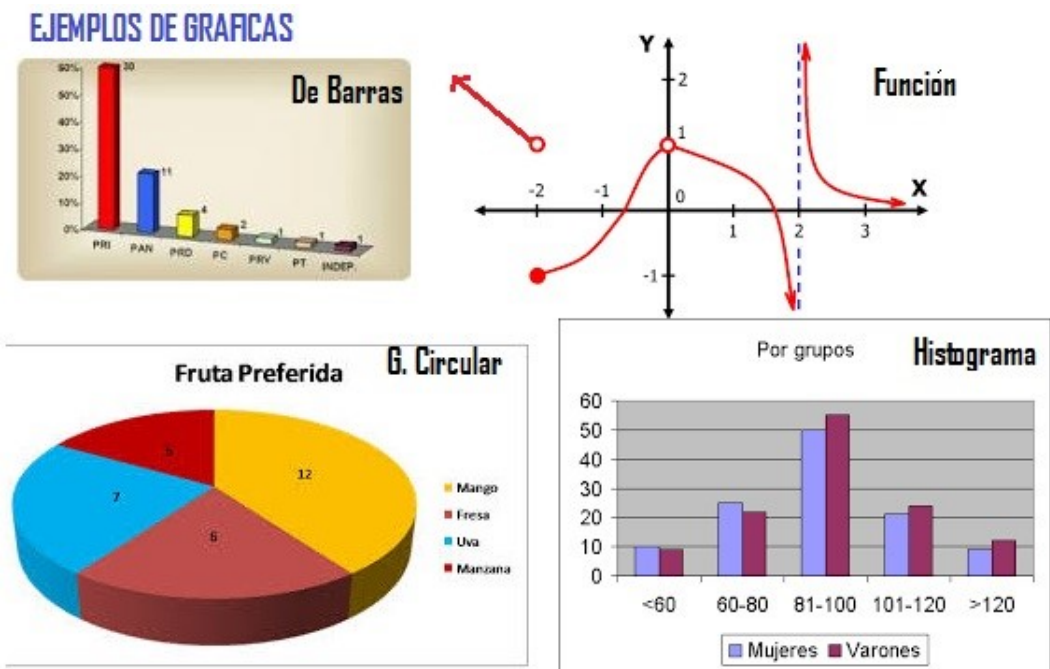 EJEMPLOS DE GRAFICAS
De Barras
60%
50%
40%
30%
20%
10%
0%
30
11
4
2
1
1
1
PRI PAN PRD PC PRV PT INDEP.
Función
Y
2
1
0
-1
-2 -1 1 2 3
X
G. Circular
Fruta Preferida
12
6
7
5
Mango
Fresa
Uva
Manzana
Histograma
Por grupos
60
50
40
30
20
10
0
<60 60-80 81-100 101-120 >120
Mujeres Varones